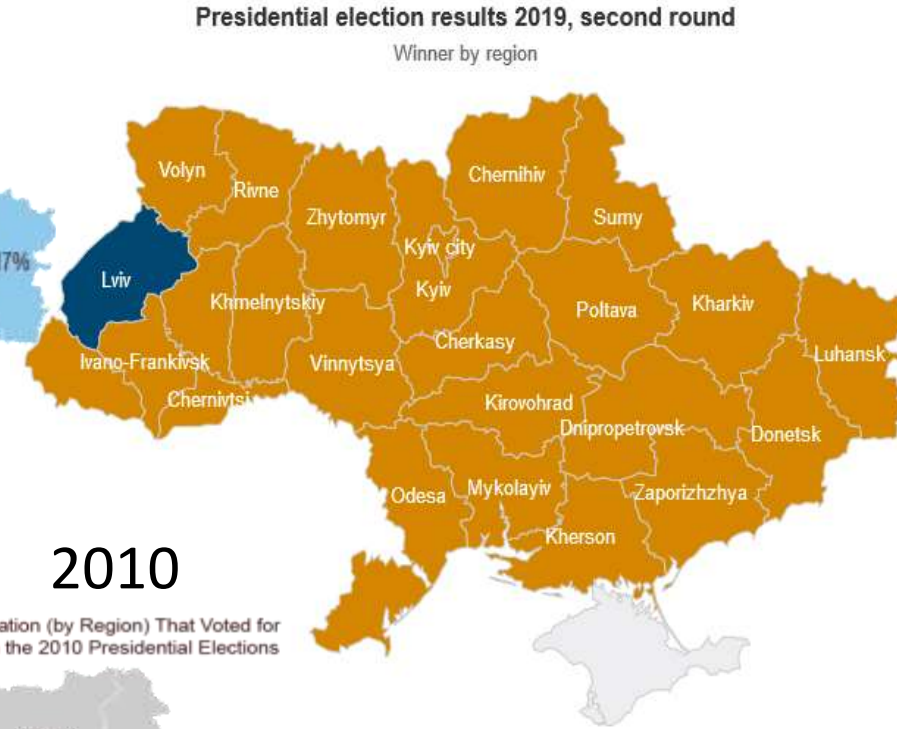 Presidential election results 2019, second round
Winner by region
Volyn
Rivne
Zhytomyr
Chernihiv
Sumy
Kyiv city
7%
Lviv
Khmelnytskiy
Kyiv
Poltava
Kharkiv
Cherkasy
Luhansk
Ivano-Frankivsk
Vinnytsya
Chernivtsi
Kirovohrad
Dnipropetrovsk
Donetsk
Odesa
Mykolayiv
Zaporizhzhya
Kherson
2010
ation (by Region) That Voted for
the 2010 Presidential Elections